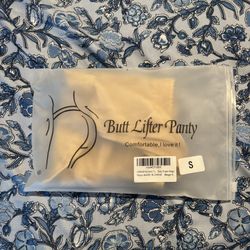 Butt Lifter Panty
Comfortable, I love it!
S